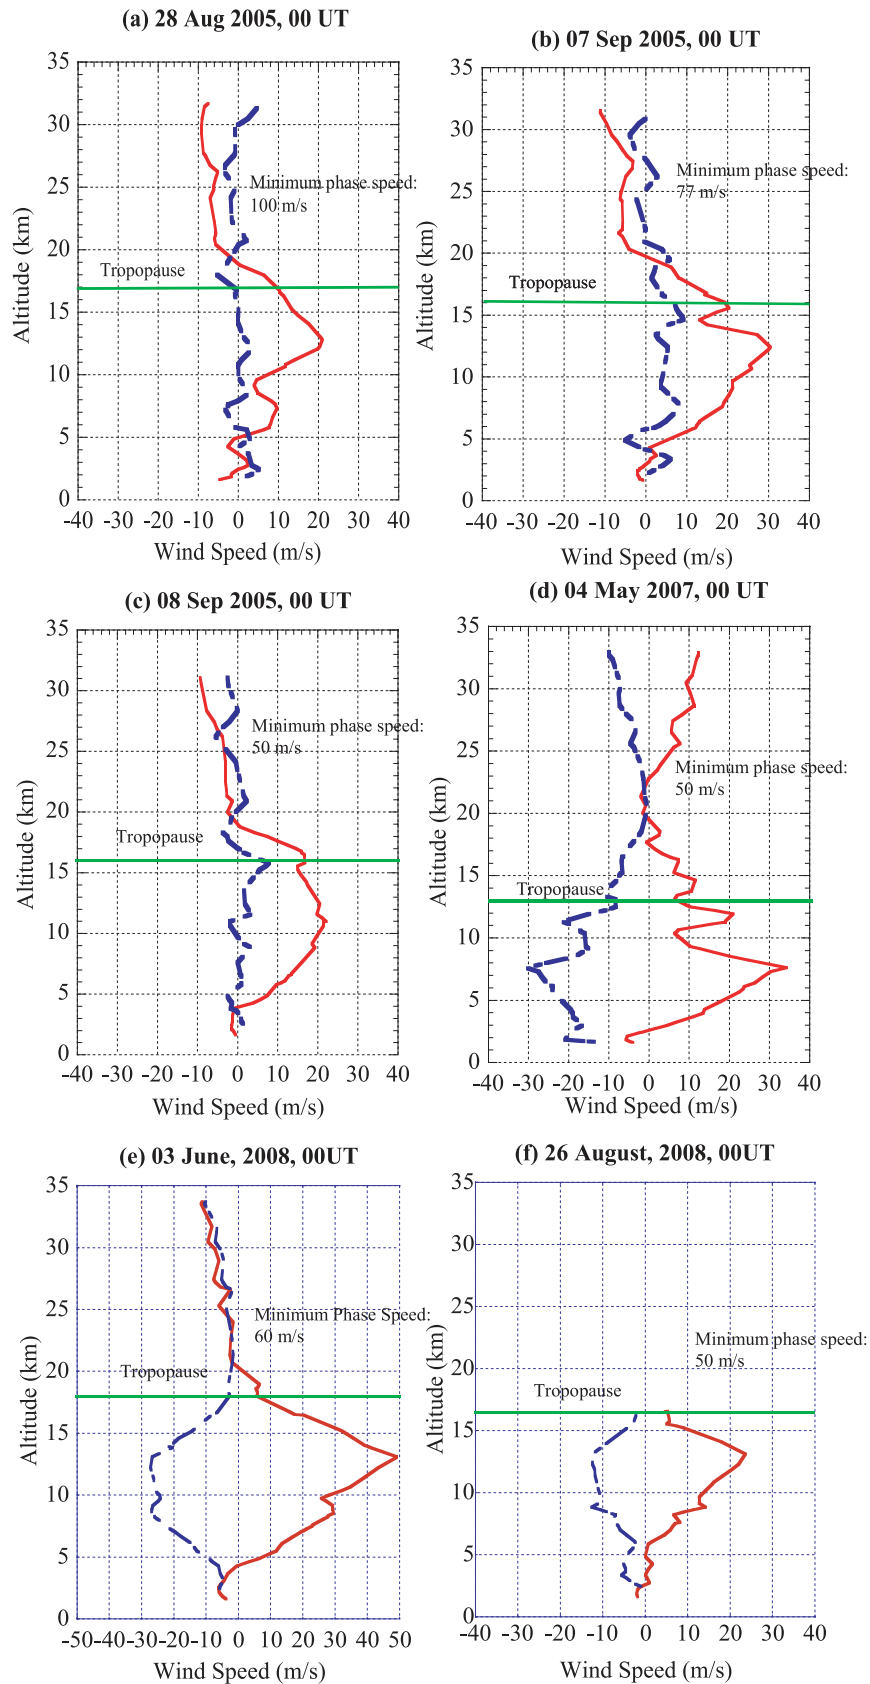 (a) 28 Aug 2005, 00 UT
35
30
25
20
15
10
5
0
Altitude (km)
Minimum phase speed:
100 m/s
Tropopause
-40 -30 -20 -10 0 10 20 30 40
Wind Speed (m/s)
(b) 07 Sep 2005, 00 UT
35
30
25
20
15
10
5
0
Altitude (km)
Minimum phase speed:
77 m/s
Tropopause
-40 -30 -20 -10 0 10 20 30 40
Wind Speed (m/s)
(c) 08 Sep 2005, 00 UT
35
30
25
20
15
10
5
0
Altitude (km)
Minimum phase speed:
50 m/s
Tropopause
-40 -30 -20 -10 0 10 20 30 40
Wind Speed (m/s)
(d) 04 May 2007, 00 UT
35
30
25
20
15
10
5
0
Altitude (km)
Minimum phase speed:
50 m/s
Tropopause
-40 -30 -20 -10 0 10 20 30 40
Wind Speed (m/s)
(e) 03 June, 2008, 00UT
35
30
25
20
15
10
5
0
Altitude (km)
Minimum Phase Speed:
60 m/s
Tropopause
-50 -40 -30 -20 -10 0 10 20 30 40 50
Wind Speed (m/s)
(f) 26 August, 2008, 00UT
35
30
25
20
15
10
5
0
Altitude (km)
Minimum phase speed:
50 m/s
Tropopause
-40 -30 -20 -10 0 10 20 30 40
Wind Speed (m/s)